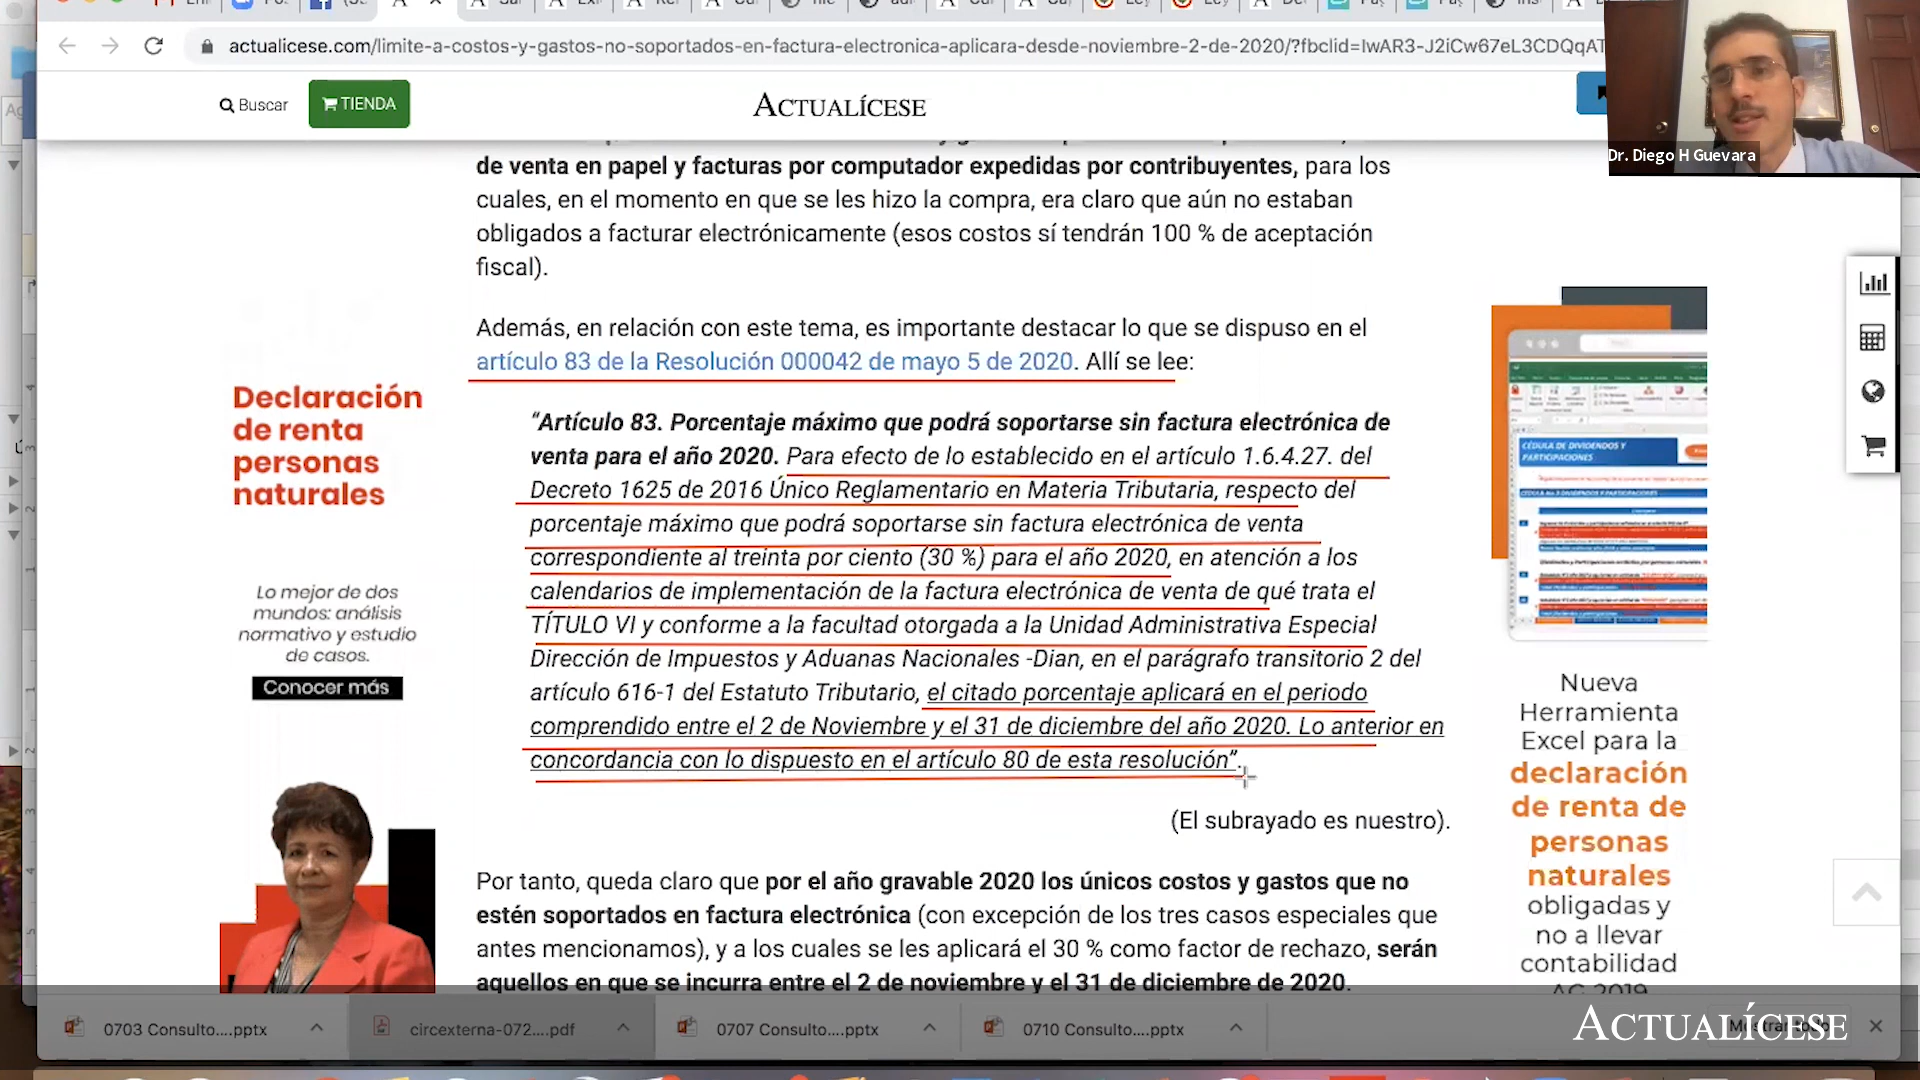 actualicese.com/limite-a-costos-y-gastos-no-soportados-en-factura-electronica-aplicara-desde-noviembre-2-de-2020/?fbclid=IwAR3-J2iCw67eL3CDQqAT
Buscar
TIENDA
ACTUALÍCESE
Dr. Diego H Guevara
de venta en papel y facturas por computador expedidas por contribuyentes, para los
cuales, en el momento en que se les hizo la compra, era claro que aún no estaban
obligados a facturar electrónicamente (esos costos sí tendrán 100 % de aceptación
fiscal).
Además, en relación con este tema, es importante destacar lo que se dispuso en el
artículo 83 de la Resolución 000042 de mayo 5 de 2020. Allí se lee:
“Artículo 83. Porcentaje máximo que podrá soportarse sin factura electrónica de
venta para el año 2020. Para efecto de lo establecido en el artículo 1.6.4.27. del
Decreto 1625 de 2016 Único Reglamentario en Materia Tributaria, respecto del
porcentaje máximo que podrá soportarse sin factura electrónica de venta
correspondiente al treinta por ciento (30 %) para el año 2020, en atención a los
calendarios de implementación de la factura electrónica de venta de qué trata el
TÍTULO VI y conforme a la facultad otorgada a la Unidad Administrativa Especial
Dirección de Impuestos y Aduanas Nacionales -Dian, en el parágrafo transitorio 2 del
artículo 616-1 del Estatuto Tributario, el citado porcentaje aplicará en el periodo
comprendido entre el 2 de Noviembre y el 31 de diciembre del año 2020. Lo anterior en
concordancia con lo dispuesto en el artículo 80 de esta resolución”.
(El subrayado es nuestro).
Por tanto, queda claro que por el año gravable 2020 los únicos costos y gastos que no
estén soportados en factura electrónica (con excepción de los tres casos especiales que
antes mencionamos), y a los cuales se les aplicará el 30 % como factor de rechazo, serán
aquellos en que se incurra entre el 2 de noviembre y el 31 de diciembre de 2020.
Declaración
de renta
personas
naturales
Lo mejor de dos
mundos: análisis
normativo y estudio
de casos.
Conocer más
CÉDULA DE DIVIDENDOS Y
PARTICIPACIONES
Nueva
Herramienta
Excel para la
declaración
de renta de
personas
naturales
obligadas y
no a llevar
contabilidad
AG 2019
0703 Consulto....pptx
circexterna-072....pdf
0707 Consulto....pptx
0710 Consulto....pptx
Mostrar todo
ACTUALÍCESE